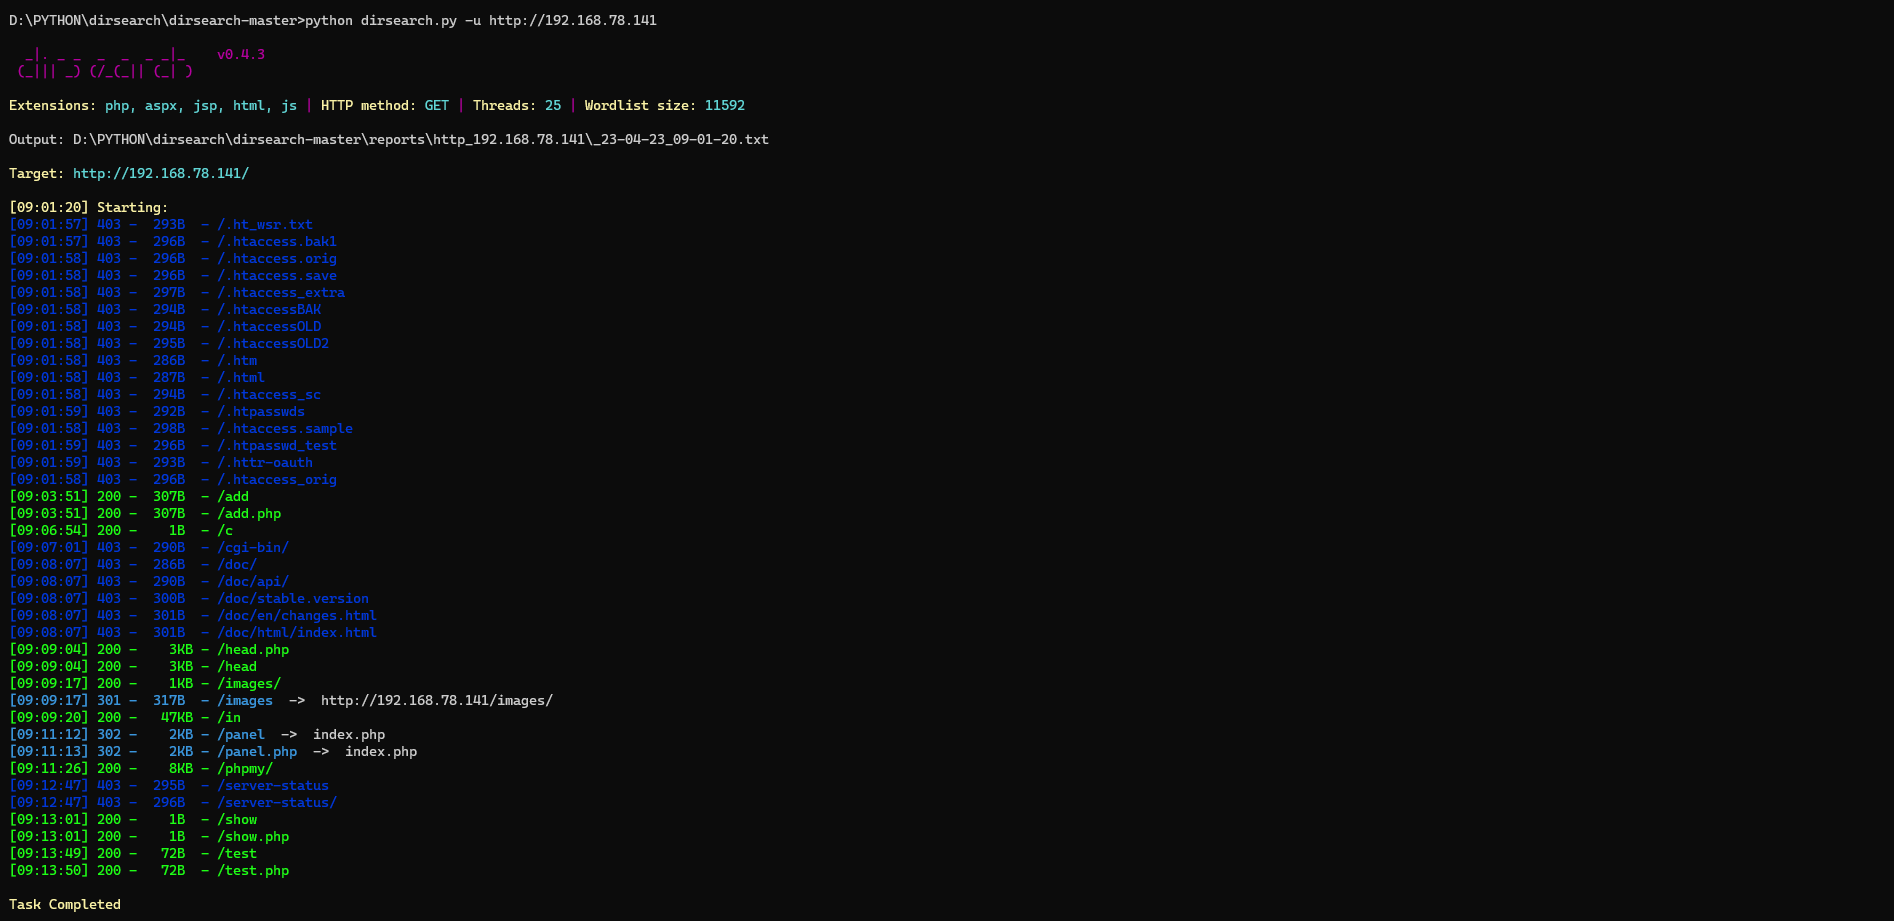 D:\PYTHON\dirsearch\dirsearch-master>python dirsearch.py -u http://192.168.78.141
  _|. _ _  _  _  _ _|_    v0.4.3
 (_||| _) (/_(_|| (_| )
Extensions: php, aspx, jsp, html, js | HTTP method: GET | Threads: 25 | Wordlist size: 11592
Output: D:\PYTHON\dirsearch\dirsearch-master\reports\http_192.168.78.141\_23-04-23_09-01-20.txt
Target: http://192.168.78.141/
[09:01:20] Starting:
[09:01:57] 403 -  293B  - /.ht_wsr.txt
[09:01:57] 403 -  296B  - /.htaccess.bak1
[09:01:58] 403 -  296B  - /.htaccess.orig
[09:01:58] 403 -  296B  - /.htaccess.save
[09:01:58] 403 -  297B  - /.htaccess_extra
[09:01:58] 403 -  294B  - /.htaccessBAK
[09:01:58] 403 -  294B  - /.htaccessOLD
[09:01:58] 403 -  295B  - /.htaccessOLD2
[09:01:58] 403 -  286B  - /.htm
[09:01:58] 403 -  287B  - /.html
[09:01:58] 403 -  294B  - /.htaccess_sc
[09:01:59] 403 -  292B  - /.htpasswds
[09:01:58] 403 -  298B  - /.htaccess.sample
[09:01:59] 403 -  296B  - /.htpasswd_test
[09:01:59] 403 -  293B  - /.httr-oauth
[09:01:58] 403 -  296B  - /.htaccess_orig
[09:03:51] 200 -  307B  - /add
[09:03:51] 200 -  307B  - /add.php
[09:06:54] 200 -    1B  - /c
[09:07:01] 403 -  290B  - /cgi-bin/
[09:08:07] 403 -  286B  - /doc/
[09:08:07] 403 -  290B  - /doc/api/
[09:08:07] 403 -  300B  - /doc/stable.version
[09:08:07] 403 -  301B  - /doc/en/changes.html
[09:08:07] 403 -  301B  - /doc/html/index.html
[09:09:04] 200 -    3KB - /head.php
[09:09:04] 200 -    3KB - /head
[09:09:17] 200 -    1KB - /images/
[09:09:17] 301 -  317B  - /images  ->  http://192.168.78.141/images/
[09:09:20] 200 -   47KB - /in
[09:11:12] 302 -    2KB - /panel  ->  index.php
[09:11:13] 302 -    2KB - /panel.php  ->  index.php
[09:11:26] 200 -    8KB - /phpmy/
[09:12:47] 403 -  295B  - /server-status
[09:12:47] 403 -  296B  - /server-status/
[09:13:01] 200 -    1B  - /show
[09:13:01] 200 -    1B  - /show.php
[09:13:49] 200 -   72B  - /test
[09:13:50] 200 -   72B  - /test.php
Task Completed